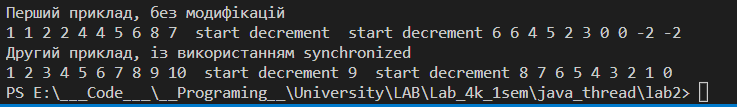 Перший приклад, без модифікацій
1 1 2 2 4 4 5 6 8 7  start decrement  start decrement 6 6 4 5 2 3 0 0 -2 -2
Другий приклад, із використанням synchronized
1 2 3 4 5 6 7 8 9 10  start decrement 9  start decrement 8 7 6 5 4 3 2 1 0
PS E:\___Code___\__Programing__\University\LAB\Lab_4k_1sem\java_thread\lab2>